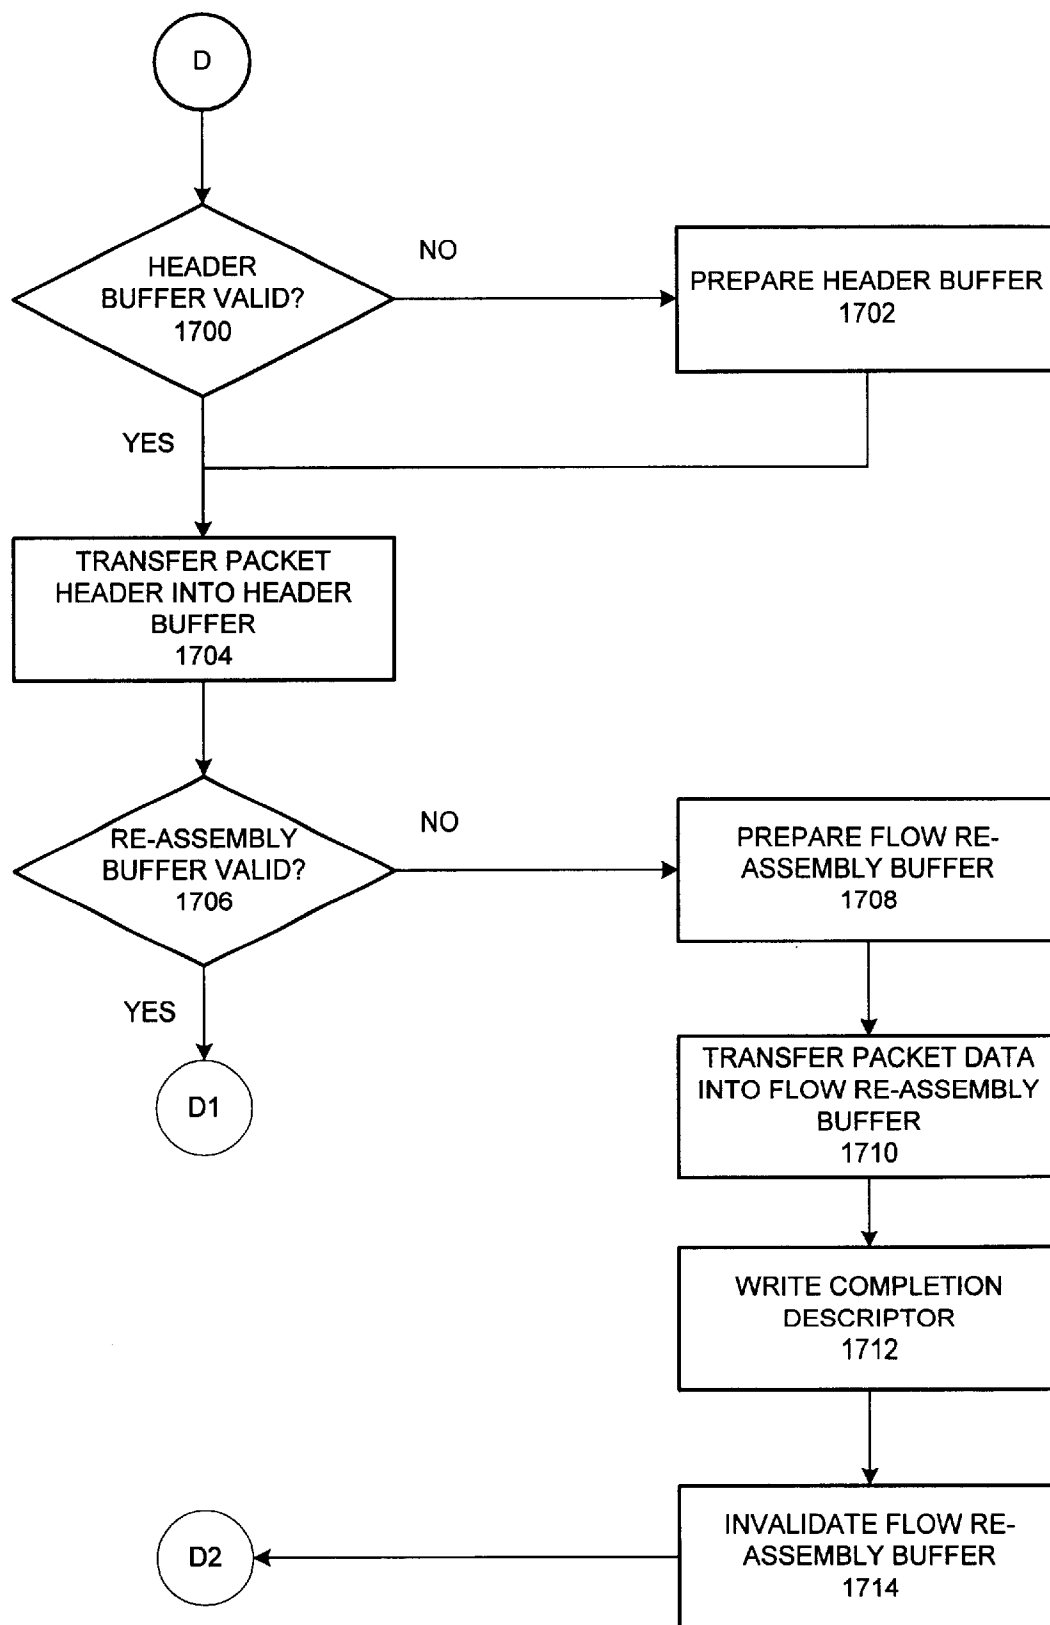 D
HEADER
BUFFER VALID?
1700
NO
PREPARE HEADER BUFFER
1702
YES
TRANSFER PACKET
HEADER INTO HEADER
BUFFER
1704
RE-ASSEMBLY
BUFFER VALID?
1706
NO
PREPARE FLOW RE-
ASSEMBLY BUFFER
1708
YES
D1
TRANSFER PACKET DATA
INTO FLOW RE-ASSEMBLY
BUFFER
1710
WRITE COMPLETION
DESCRIPTOR
1712
INVALIDATE FLOW RE-
ASSEMBLY BUFFER
1714
D2